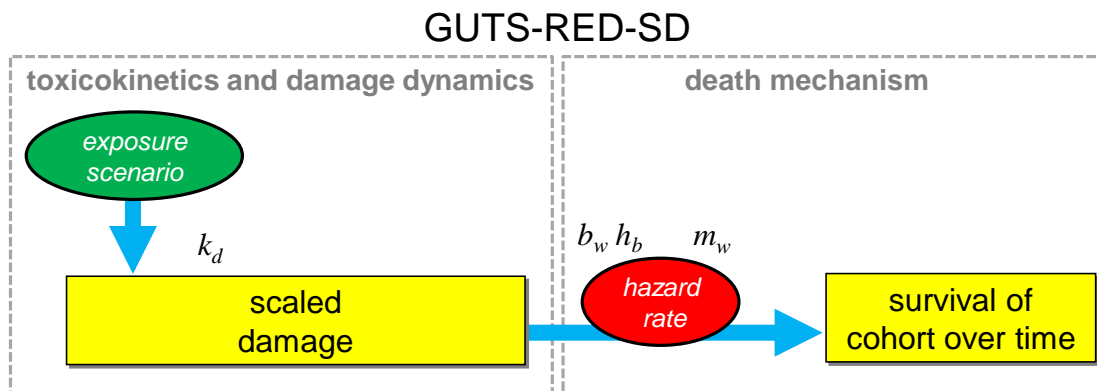 GUTS-RED-SD
toxicokinetics and damage dynamics
death mechanism
exposure
scenario
k_d
b_w h_b m_w
hazard
rate
scaled
damage
survival of
cohort over time